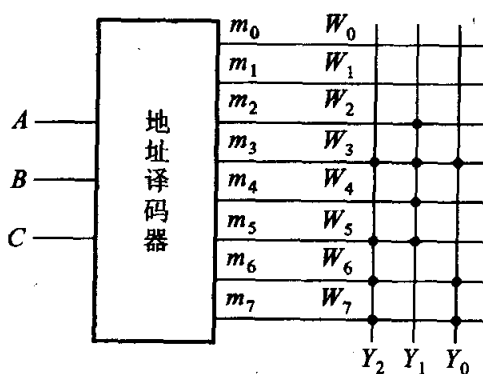 m₀ W₀
m₁ W₁
m₂ W₂
A
地址译码器
m₃ W₃
B
m₄ W₄
C
m₅ W₅
m₆ W₆
m₇ W₇
Y₂ Y₁ Y₀